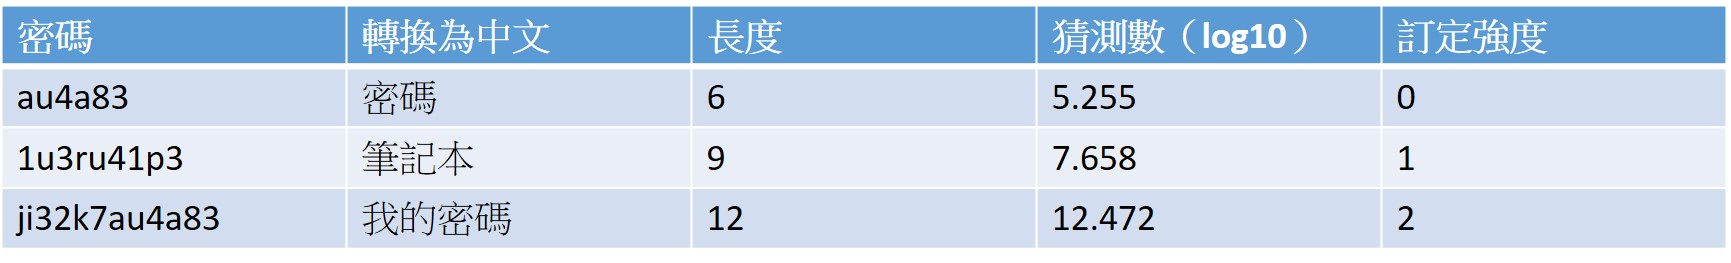 密碼 轉換為中文 長度 猜測數（log10） 訂定強度
au4a83 密碼 6 5.255 0
1u3ru41p3 筆記本 9 7.658 1
ji32k7au4a83 我的密碼 12 12.472 2